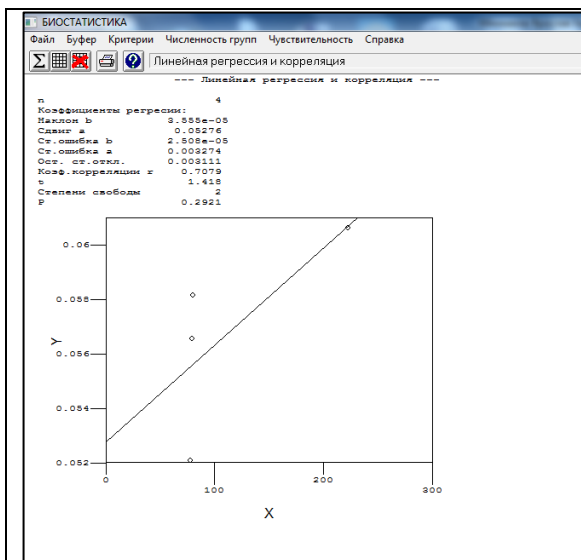 БИОСТАТИСТИКА
Файл Буфер Критерии Численность групп Чувствительность Справка
Линейная регрессия и корреляция
--- Линейная регрессия и корреляция ---
n 4
Коэффициенты регресии:
Наклон b 3.555e-05
Сдвиг a 0.05276
Ст.ошибка b 2.508e-05
Ст.ошибка a 0.003274
Ост. ст.откл. 0.003111
Коэф.корреляции r 0.7079
t 1.418
Степени свободы 2
P 0.2921
0.06
0.058
Y
0.056
0.054
0.052
0 100 200 300
X